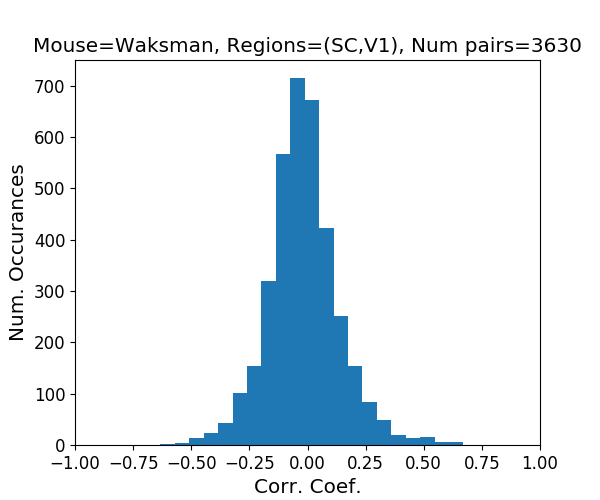 Mouse=Waksman, Regions=(SC,V1), Num pairs=3630
Num. Occurances
700
600
500
400
300
200
100
0
−1.00 −0.75 −0.50 −0.25 0.00 0.25 0.50 0.75 1.00
Corr. Coef.